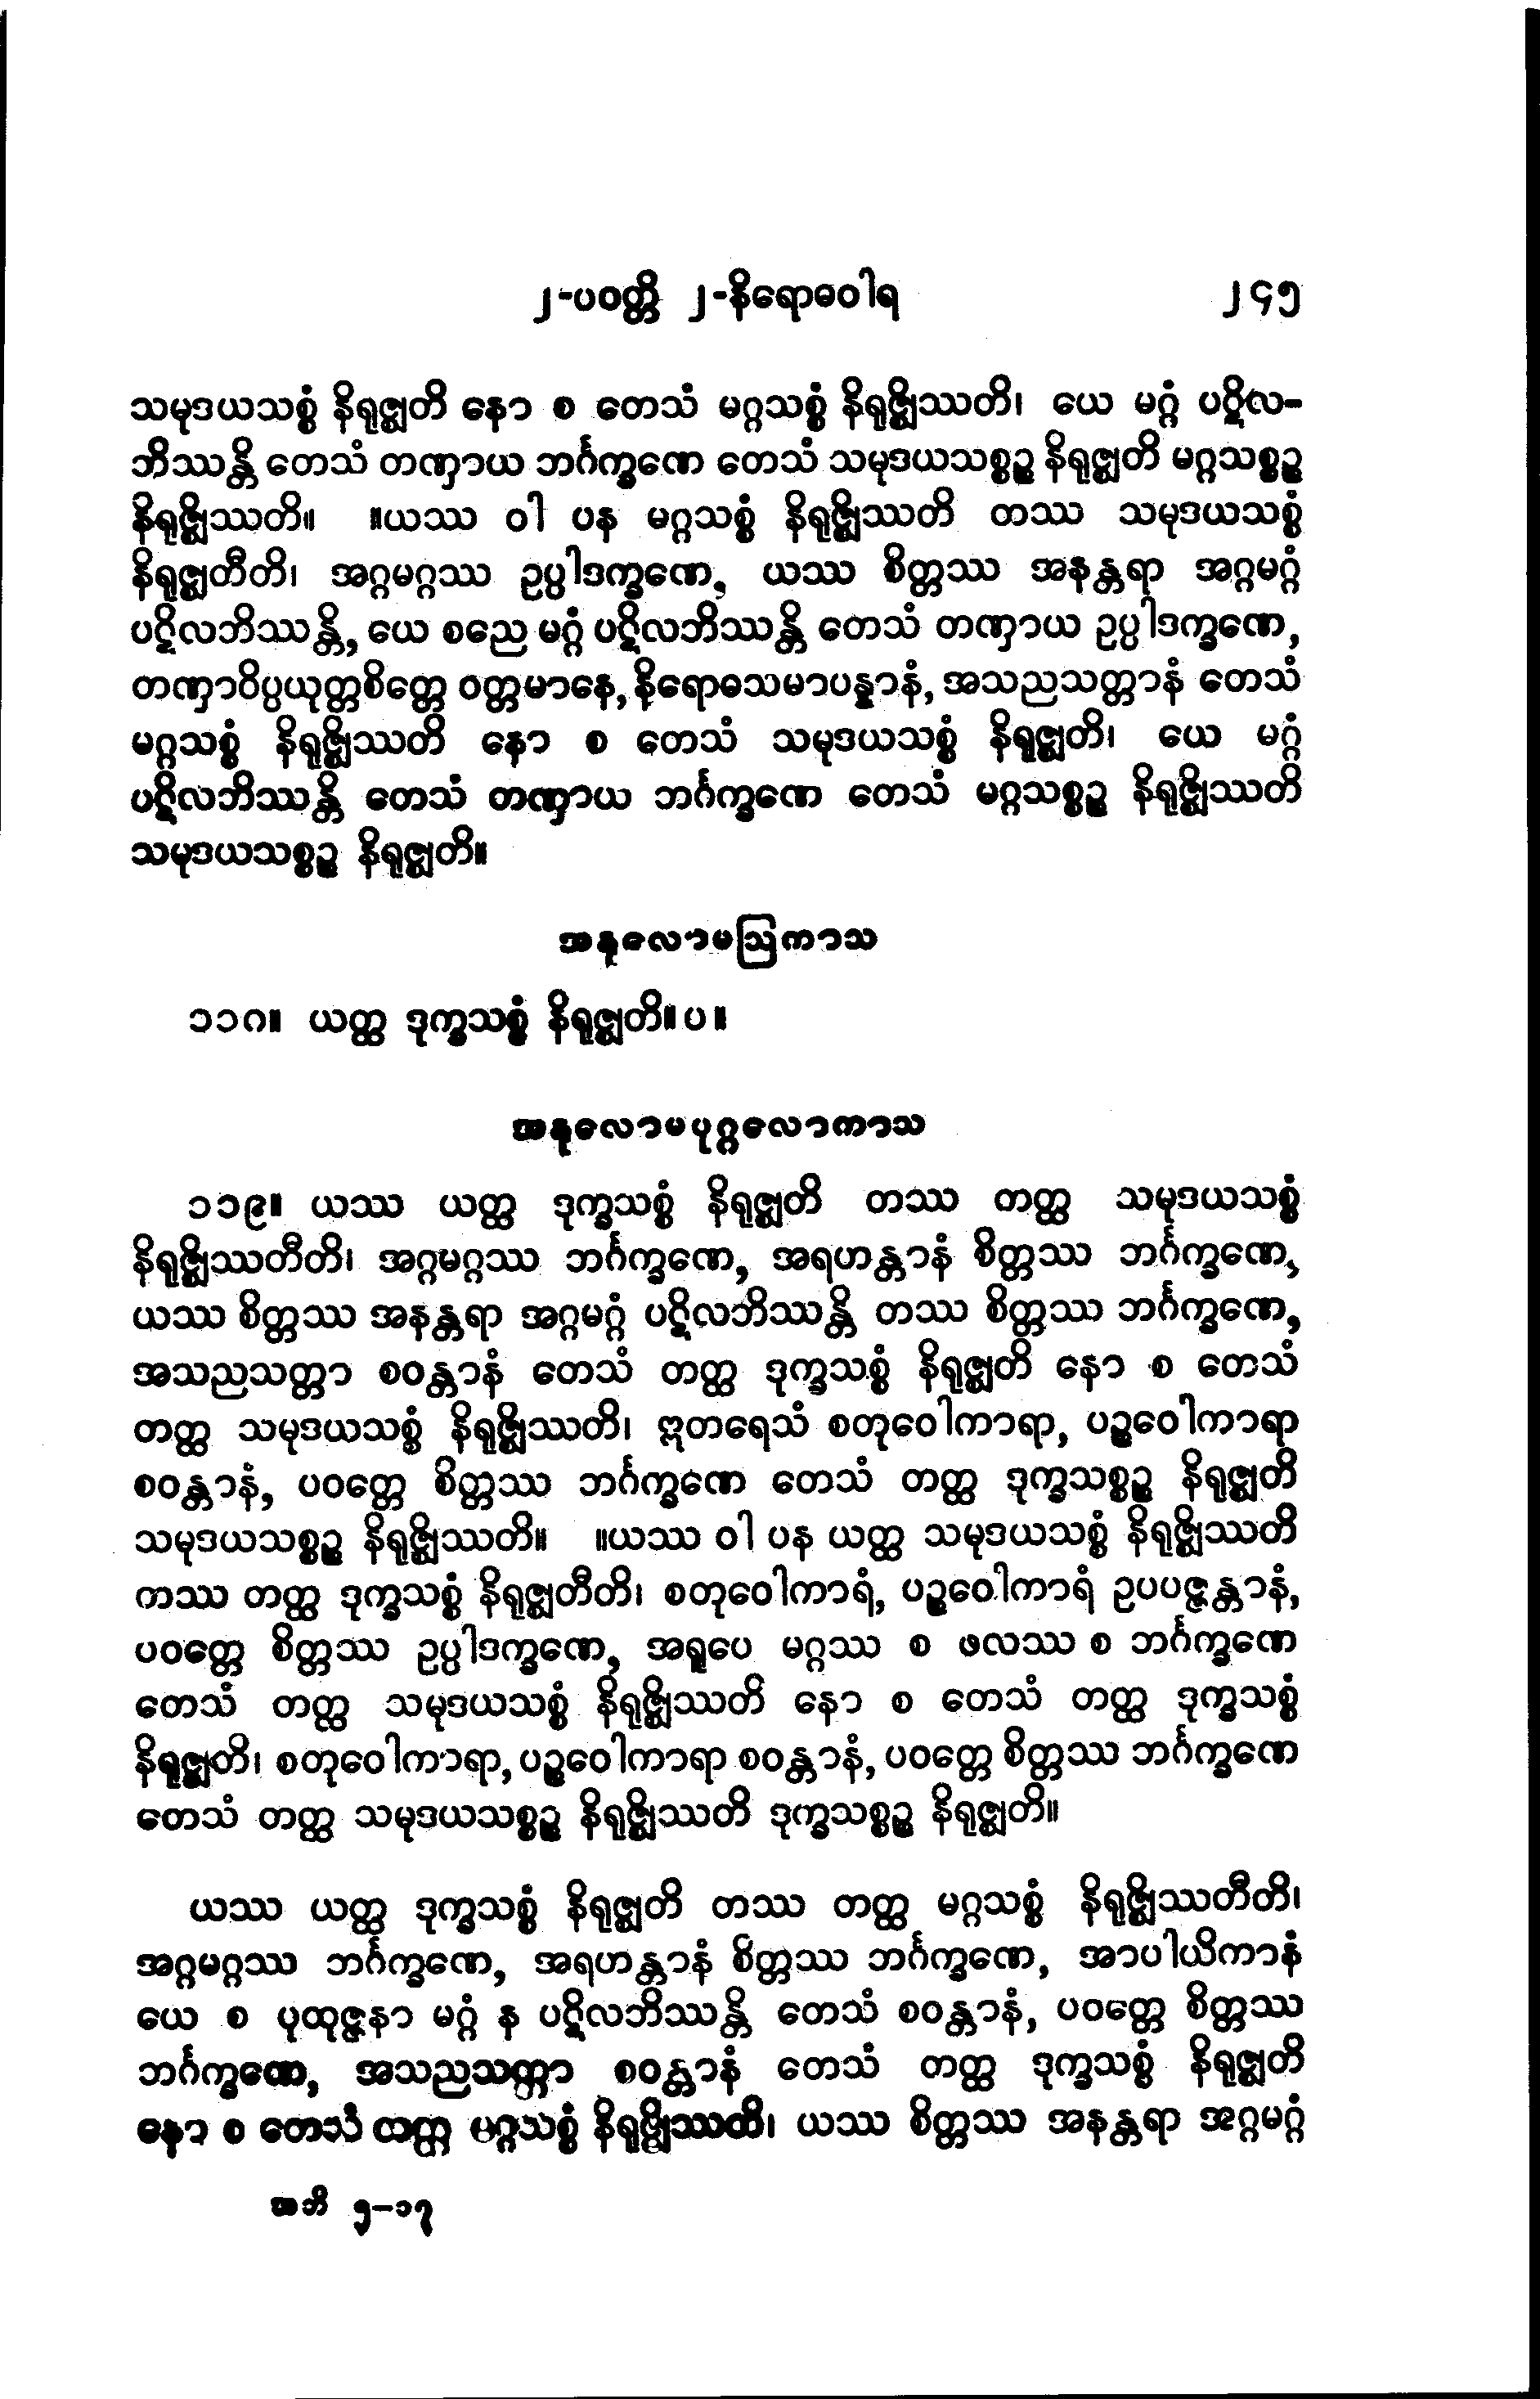 ၂-ပဝတ္တိ ၂-နိရောဓဝါရ ၂၄၅
သမုဒယသစ္စံ နိရုဇ္ဈတိ နော စ တေသံ မဂ္ဂသစ္စံ နိရုဇ္ဈိဿတိ၊ ယေ မဂ္ဂံ ပဋိလ-
ဘိဿန္တိ တေသံ တဏှာယ ဘင်္ဂက္ခဏေ တေသံ သမုဒယသစ္စဉ္စ နိရုဇ္ဈတိ မဂ္ဂသစ္စဉ္စ
နိရုဇ္ဈိဿတိ။ ။ယဿ ဝါ ပန မဂ္ဂသစ္စံ နိရုဇ္ဈိဿတိ တဿ သမုဒယသစ္စံ
နိရုဇ္ဈတီတိ၊ အဂ္ဂမဂ္ဂဿ ဥပ္ပါဒက္ခဏေ, ယဿ စိတ္တဿ အနန္တရာ အဂ္ဂမဂ္ဂံ
ပဋိလဘိဿန္တိ, ယေ စညေ မဂ္ဂံ ပဋိလဘိဿန္တိ တေသံ တဏှာယ ဥပ္ပါဒက္ခဏေ,
တဏှာဝိပ္ပယုတ္တစိတ္တေ ဝတ္တမာနေ, နိရောဓသမာပန္နာနံ, အသညသတ္တာနံ တေသံ
မဂ္ဂသစ္စံ နိရုဇ္ဈိဿတိ နော စ တေသံ သမုဒယသစ္စံ နိရုဇ္ဈတိ၊ ယေ မဂ္ဂံ
ပဋိလဘိဿန္တိ တေသံ တဏှာယ ဘင်္ဂက္ခဏေ တေသံ မဂ္ဂသစ္စဉ္စ နိရုဇ္ဈိဿတိ
သမုဒယသစ္စဉ္စ နိရုဇ္ဈတိ။
အနုလောမဩကာသ
၁၁၈။ ယတ္ထ ဒုက္ခသစ္စံ နိရုဇ္ဈတိ။ ပ ။
အနုလောမပုဂ္ဂလောကာသ
၁၁၉။ ယဿ ယတ္ထ ဒုက္ခသစ္စံ နိရုဇ္ဈတိ တဿ တတ္ထ သမုဒယသစ္စံ
နိရုဇ္ဈိဿတီတိ၊ အဂ္ဂမဂ္ဂဿ ဘင်္ဂက္ခဏေ, အရဟန္တာနံ စိတ္တဿ ဘင်္ဂက္ခဏေ,
ယဿ စိတ္တဿ အနန္တရာ အဂ္ဂမဂ္ဂံ ပဋိလဘိဿန္တိ တဿ စိတ္တဿ ဘင်္ဂက္ခဏေ,
အသညသတ္တာ စဝန္တာနံ တေသံ တတ္ထ ဒုက္ခသစ္စံ နိရုဇ္ဈတိ နော စ တေသံ
တတ္ထ သမုဒယသစ္စံ နိရုဇ္ဈိဿတိ၊ ဣတရေသံ စတုဝေါကာရာ, ပဉ္စဝေါကာရာ
စဝန္တာနံ, ပဝတ္တေ စိတ္တဿ ဘင်္ဂက္ခဏေ တေသံ တတ္ထ ဒုက္ခသစ္စဉ္စ နိရုဇ္ဈတိ
သမုဒယသစ္စဉ္စ နိရုဇ္ဈိဿတိ။ ။ယဿ ဝါ ပန ယတ္ထ သမုဒယသစ္စံ နိရုဇ္ဈိဿတိ
ကဿ တတ္ထ ဒုက္ခသစ္စံ နိရုဇ္ဈတီတိ၊ စတုဝေါကာရံ, ပဉ္စဝေါကာရံ ဥပပဇ္ဇန္တာနံ,
ပဝတ္တေ စိတ္တဿ ဥပ္ပါဒက္ခဏေ, အရူပေ မဂ္ဂဿ စ ဖလဿ စ ဘင်္ဂက္ခဏေ
တေသံ တတ္ထ သမုဒယသစ္စံ နိရုဇ္ဈိဿတိ နော စ တေသံ တတ္ထ ဒုက္ခသစ္စံ
နိရုဇ္ဈတိ၊ စတုဝေါကာရာ, ပဉ္စဝေါကာရာ စဝန္တာနံ, ပဝတ္တေ စိတ္တဿ ဘင်္ဂက္ခဏေ
တေသံ တတ္ထ သမုဒယသစ္စဉ္စ နိရုဇ္ဈိဿတိ ဒုက္ခသစ္စဉ္စ နိရုဇ္ဈတိ။
ယဿ ယတ္ထ ဒုက္ခသစ္စံ နိရုဇ္ဈတိ တဿ တတ္ထ မဂ္ဂသစ္စံ နိရုဇ္ဈိဿတီတိ၊
အဂ္ဂမဂ္ဂဿ ဘင်္ဂက္ခဏေ, အရဟန္တာနံ စိတ္တဿ ဘင်္ဂက္ခဏေ, အာပါယိကာနံ
ယေ စ ပုထုဇ္ဇနာ မဂ္ဂံ န ပဋိလဘိဿန္တိ တေသံ စဝန္တာနံ, ပဝတ္တေ စိတ္တဿ
ဘင်္ဂက္ခဏေ, အသညသတ္တာ စဝန္တာနံ တေသံ တတ္ထ ဒုက္ခသစ္စံ နိရုဇ္ဈတိ
နော စ တေသံ တတ္ထ မဂ္ဂသစ္စံ နိရုဇ္ဈိဿတိ၊ ယဿ စိတ္တဿ အနန္တရာ အဂ္ဂမဂ္ဂံ
အဘိ ၅–၁၇